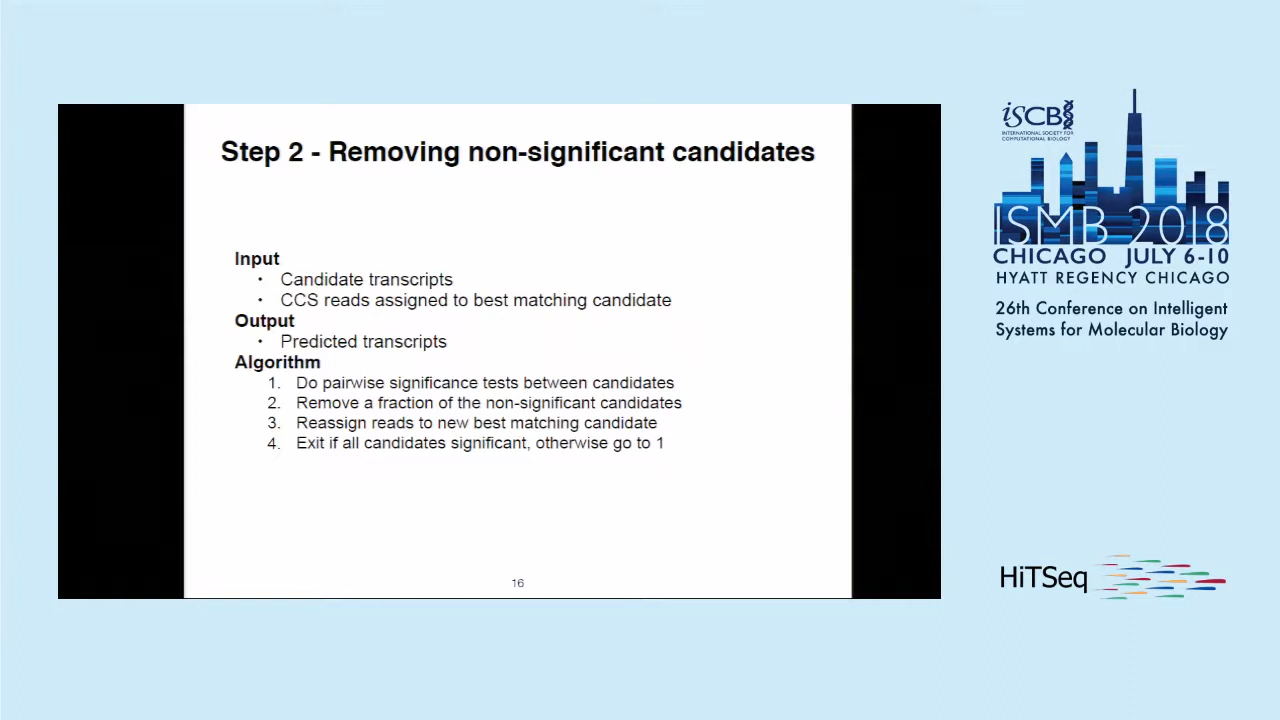 Step 2 - Removing non-significant candidates
Input
· Candidate transcripts
· CCS reads assigned to best matching candidate
Output
· Predicted transcripts
Algorithm
1. Do pairwise significance tests between candidates
2. Remove a fraction of the non-significant candidates
3. Reassign reads to new best matching candidate
4. Exit if all candidates significant, otherwise go to 1
16
iSCB
INTERNATIONAL SOCIETY FOR
COMPUTATIONAL BIOLOGY
ISMB 2018
CHICAGO JULY 6-10
HYATT REGENCY CHICAGO
26th Conference on Intelligent
Systems for Molecular Biology
HiTSeq